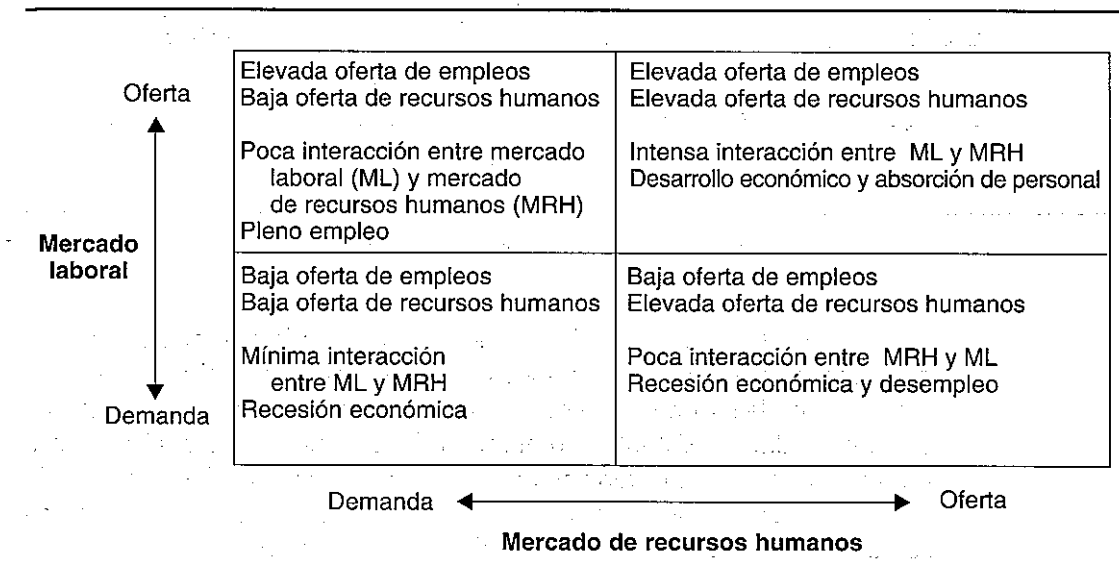 Oferta
Mercado
laboral
Demanda
Elevada oferta de empleos
Baja oferta de recursos humanos
Poca interacción entre mercado
laboral (ML) y mercado
de recursos humanos (MRH)
Pleno empleo
Elevada oferta de empleos
Elevada oferta de recursos humanos
Intensa interacción entre ML y MRH
Desarrollo económico y absorción de personal
Baja oferta de empleos
Baja oferta de recursos humanos
Mínima interacción
entre ML y MRH
Recesión económica
Baja oferta de empleos
Elevada oferta de recursos humanos
Poca interacción entre MRH y ML
Recesión económica y desempleo
Demanda
Oferta
Mercado de recursos humanos